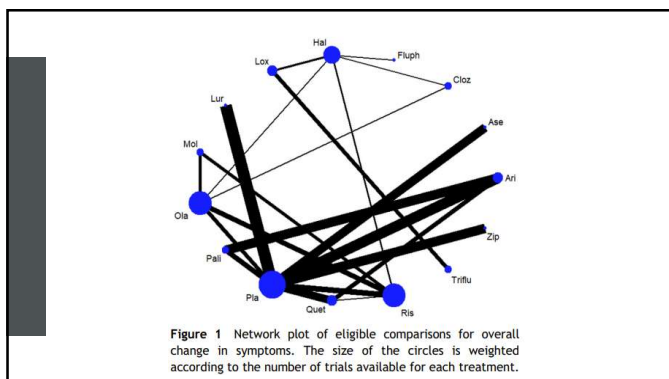 Hal
Fluph
Lox
Cloz
Lur
Ase
Mol
Ari
Ola
Zip
Pali
Triflu
Pla
Quet
Ris
Figure 1 Network plot of eligible comparisons for overall
change in symptoms. The size of the circles is weighted
according to the number of trials available for each treatment.